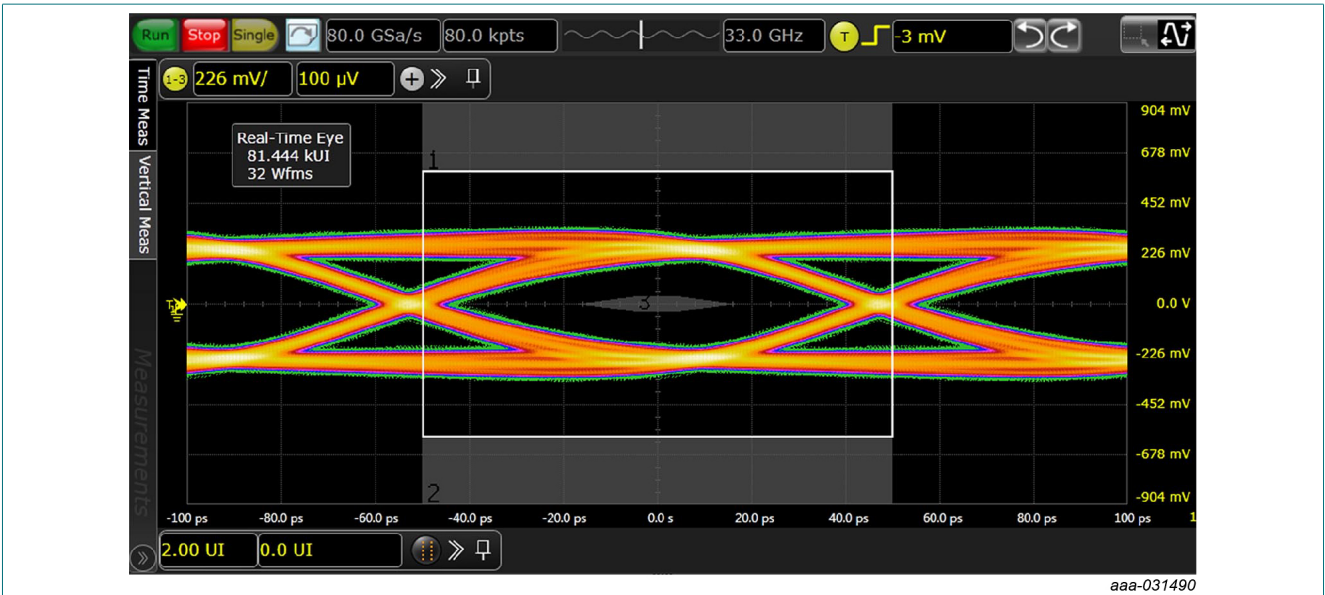 Run Stop Single 80.0 GSa/s 80.0 kpts 33.0 GHz T -3 mV
Time Meas
Vertical Meas
Measurements
1-3 226 mV/ 100 µV
Real-Time Eye
81.444 kUI
32 Wfms
1
3
2
904 mV
678 mV
452 mV
226 mV
0.0 V
-226 mV
-452 mV
-678 mV
-904 mV
-100 ps -80.0 ps -60.0 ps -40.0 ps -20.0 ps 0.0 s 20.0 ps 40.0 ps 60.0 ps 80.0 ps 100 ps 1
2.00 UI 0.0 UI
aaa-031490